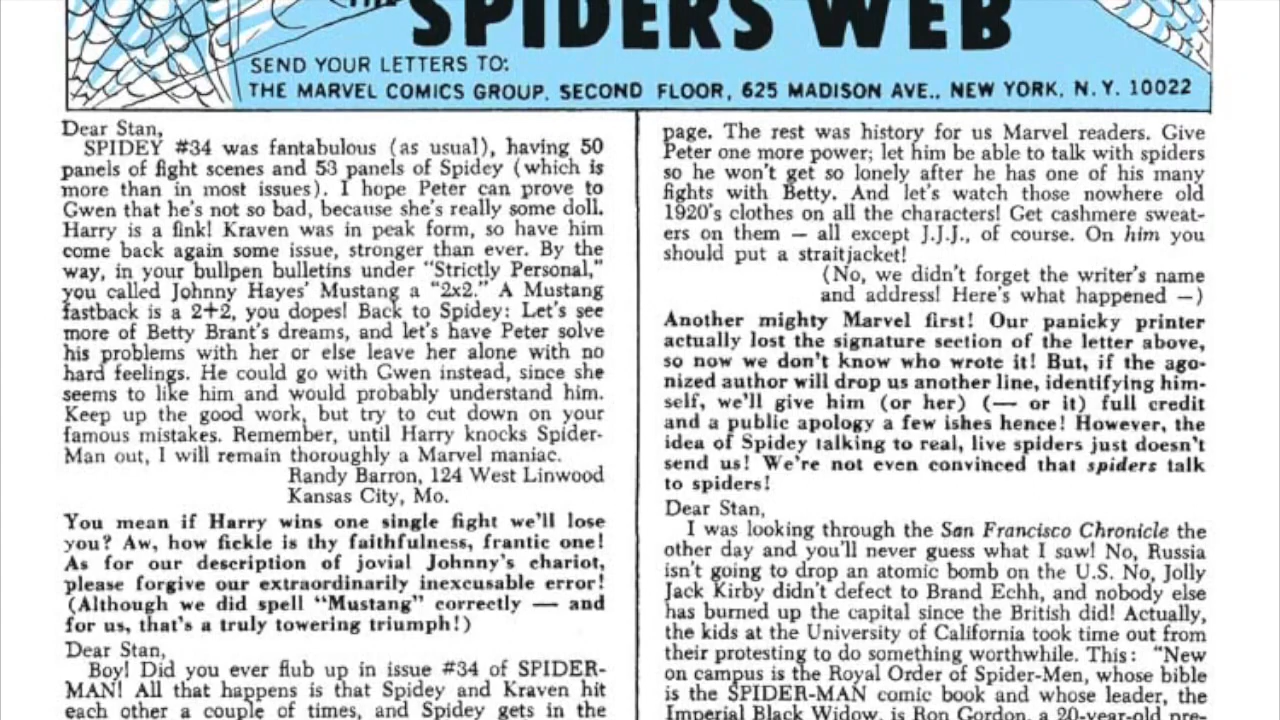 THE SPIDERS WEB
SEND YOUR LETTERS TO:
THE MARVEL COMICS GROUP, SECOND FLOOR, 625 MADISON AVE., NEW YORK, N.Y. 10022
Dear Stan,
SPIDEY #34 was fantabulous (as usual), having 50
panels of fight scenes and 53 panels of Spidey (which is
more than in most issues). I hope Peter can prove to
Gwen that he's not so bad, because she's really some doll.
Harry is a fink! Kraven was in peak form, so have him
come back again some issue, stronger than ever. By the
way, in your bullpen bulletins under "Strictly Personal,"
you called Johnny Hayes' Mustang a "2x2." A Mustang
fastback is a 2+2, you dopes! Back to Spidey: Let's see
more of Betty Brant's dreams, and let's have Peter solve
his problems with her or else leave her alone with no
hard feelings. He could go with Gwen instead, since she
seems to like him and would probably understand him.
Keep up the good work, but try to cut down on your
famous mistakes. Remember, until Harry knocks Spider-
Man out, I will remain thoroughly a Marvel maniac.
Randy Barron, 124 West Linwood
Kansas City, Mo.
You mean if Harry wins one single fight we'll lose
you? Aw, how fickle is thy faithfulness, frantic one!
As for our description of jovial Johnny's chariot,
please forgive our extraordinarily inexcusable error!
(Although we did spell "Mustang" correctly — and
for us, that's a truly towering triumph!)
Dear Stan,
Boy! Did you ever flub up in issue #34 of SPIDER-
MAN! All that happens is that Spidey and Kraven hit
each other a couple of times, and Spidey gets in the
page. The rest was history for us Marvel readers. Give
Peter one more power; let him be able to talk with spiders
so he won't get so lonely after he has one of his many
fights with Betty. And let's watch those nowhere old
1920's clothes on all the characters! Get cashmere sweat-
ers on them — all except J.J.J., of course. On him you
should put a straitjacket!
(No, we didn't forget the writer's name
and address! Here's what happened —)
Another mighty Marvel first! Our panicky printer
actually lost the signature section of the letter above,
so now we don't know who wrote it! But, if the ago-
nized author will drop us another line, identifying him-
self, we'll give him (or her) (— or it) full credit
and a public apology a few ishes hence! However, the
idea of Spidey talking to real, live spiders just doesn't
send us! We're not even convinced that spiders talk
to spiders!
Dear Stan,
I was looking through the San Francisco Chronicle the
other day and you'll never guess what I saw! No, Russia
isn't going to drop an atomic bomb on the U.S. No, Jolly
Jack Kirby didn't defect to Brand Echh, and nobody else
has burned up the capital since the British did! Actually,
the kids at the University of California took time out from
their protesting to do something worthwhile. This: "New
on campus is the Royal Order of Spider-Men, whose bible
is the SPIDER-MAN comic book and whose leader, the
Imperial Black Widow, is Ron Gordon, a 20-year-old pre-